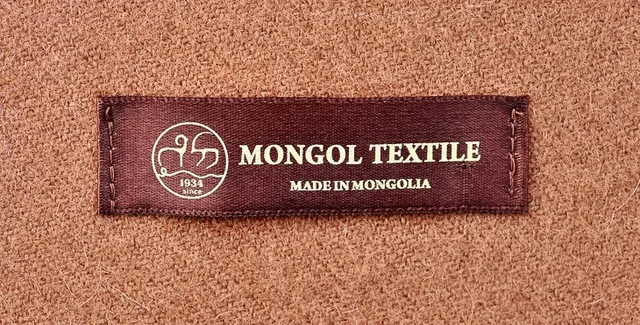 MONGOL TEXTILE
MADE IN MONGOLIA
1934
since